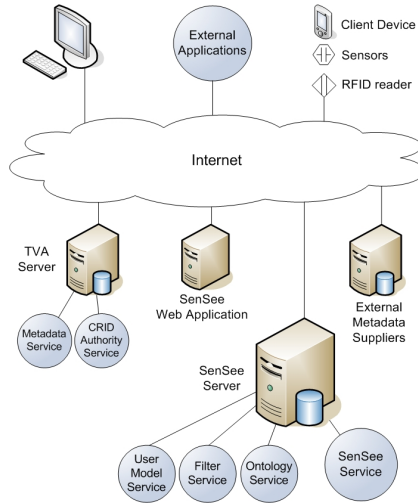 External
Applications
Client Device
Sensors
RFID reader
Internet
TVA
Server
SenSee
Web Application
External
Metadata
Suppliers
Metadata
Service
CRID
Authority
Service
SenSee
Server
User
Model
Service
Filter
Service
Ontology
Service
SenSee
Service